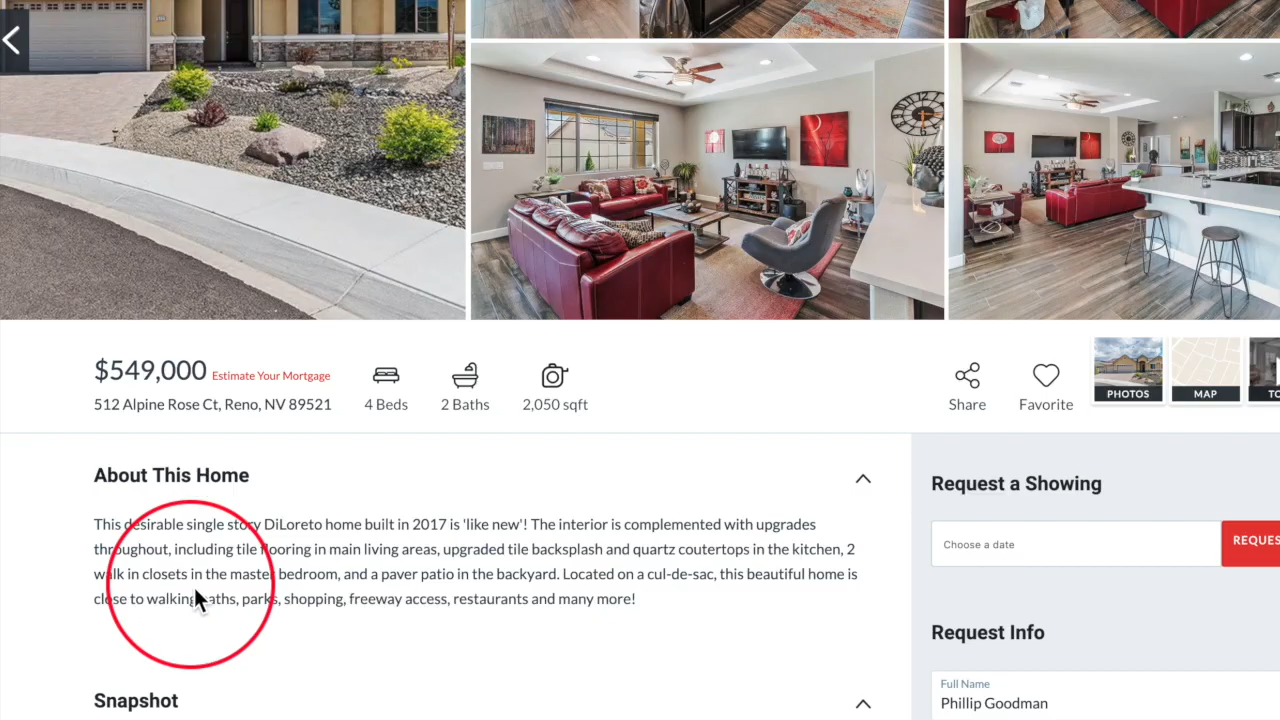 $549,000 Estimate Your Mortgage
512 Alpine Rose Ct, Reno, NV 89521
4 Beds
2 Baths
2,050 sqft
Share
Favorite
PHOTOS
MAP
About This Home
This desirable single story DiLoreto home built in 2017 is 'like new'! The interior is complemented with upgrades
throughout, including tile flooring in main living areas, upgraded tile backsplash and quartz coutertops in the kitchen, 2
walk in closets in the master bedroom, and a paver patio in the backyard. Located on a cul-de-sac, this beautiful home is
close to walking paths, parks, shopping, freeway access, restaurants and many more!
Snapshot
Request a Showing
Choose a date
REQUES
Request Info
Full Name
Phillip Goodman